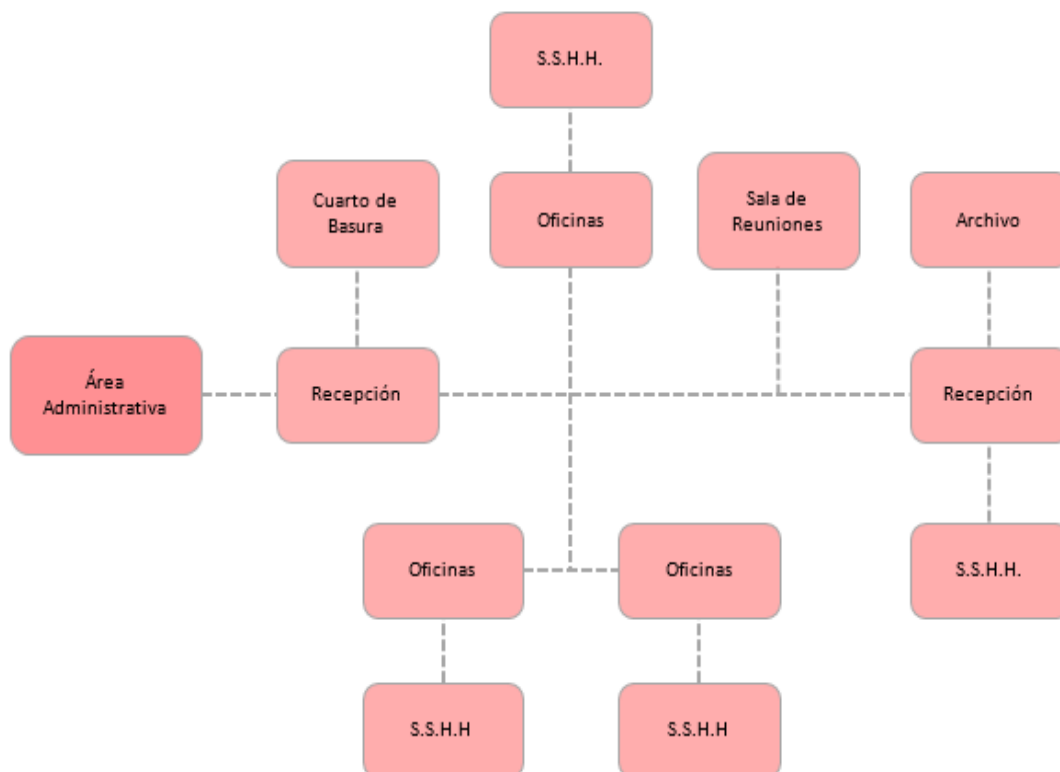 S.S.H.H.
Cuarto de
Basura
Oficinas
Sala de
Reuniones
Archivo
Área
Administrativa
Recepción
Recepción
Oficinas
Oficinas
S.S.H.H.
S.S.H.H
S.S.H.H